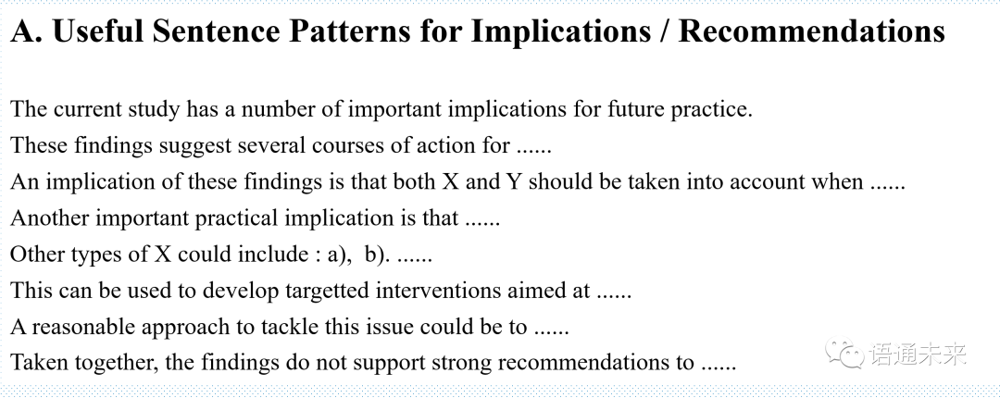 A. Useful Sentence Patterns for Implications / Recommendations
The current study has a number of important implications for future practice.
These findings suggest several courses of action for ......
An implication of these findings is that both X and Y should be taken into account when ......
Another important practical implication is that ......
Other types of X could include : a),  b). ......
This can be used to develop targetted interventions aimed at ......
A reasonable approach to tackle this issue could be to ......
Taken together, the findings do not support strong recommendations to ......
语通未来